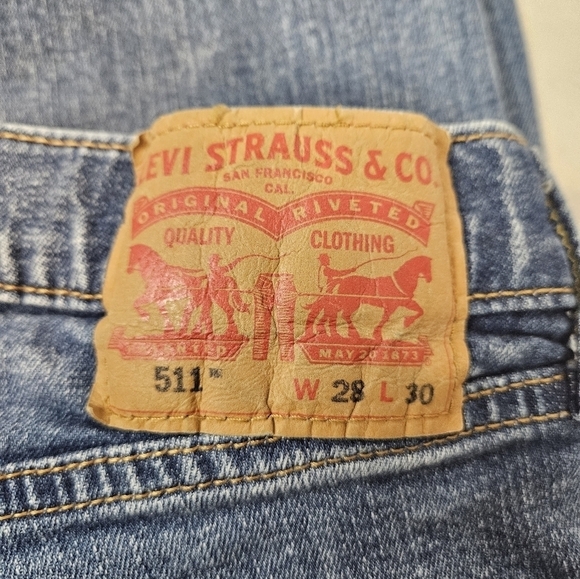 LEVI STRAUSS & CO.
SAN FRANCISCO
CAL.
ORIGINAL RIVETED
QUALITY CLOTHING
MAY 20 1873
511™ W 28 L 30